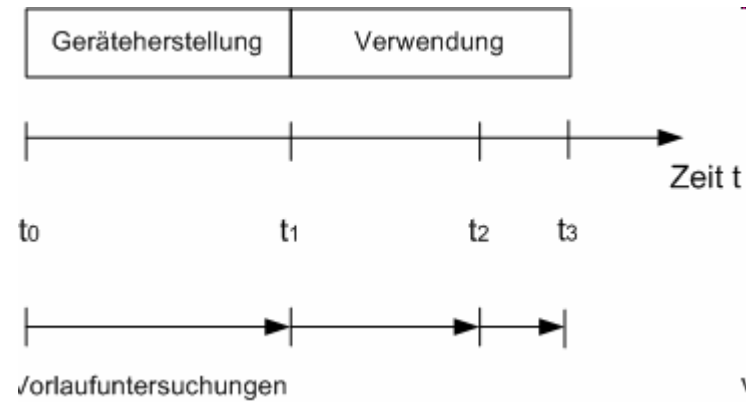 Geräteherstellung Verwendung
Zeit t
t0 t1 t2 t3
Vorlaufuntersuchungen